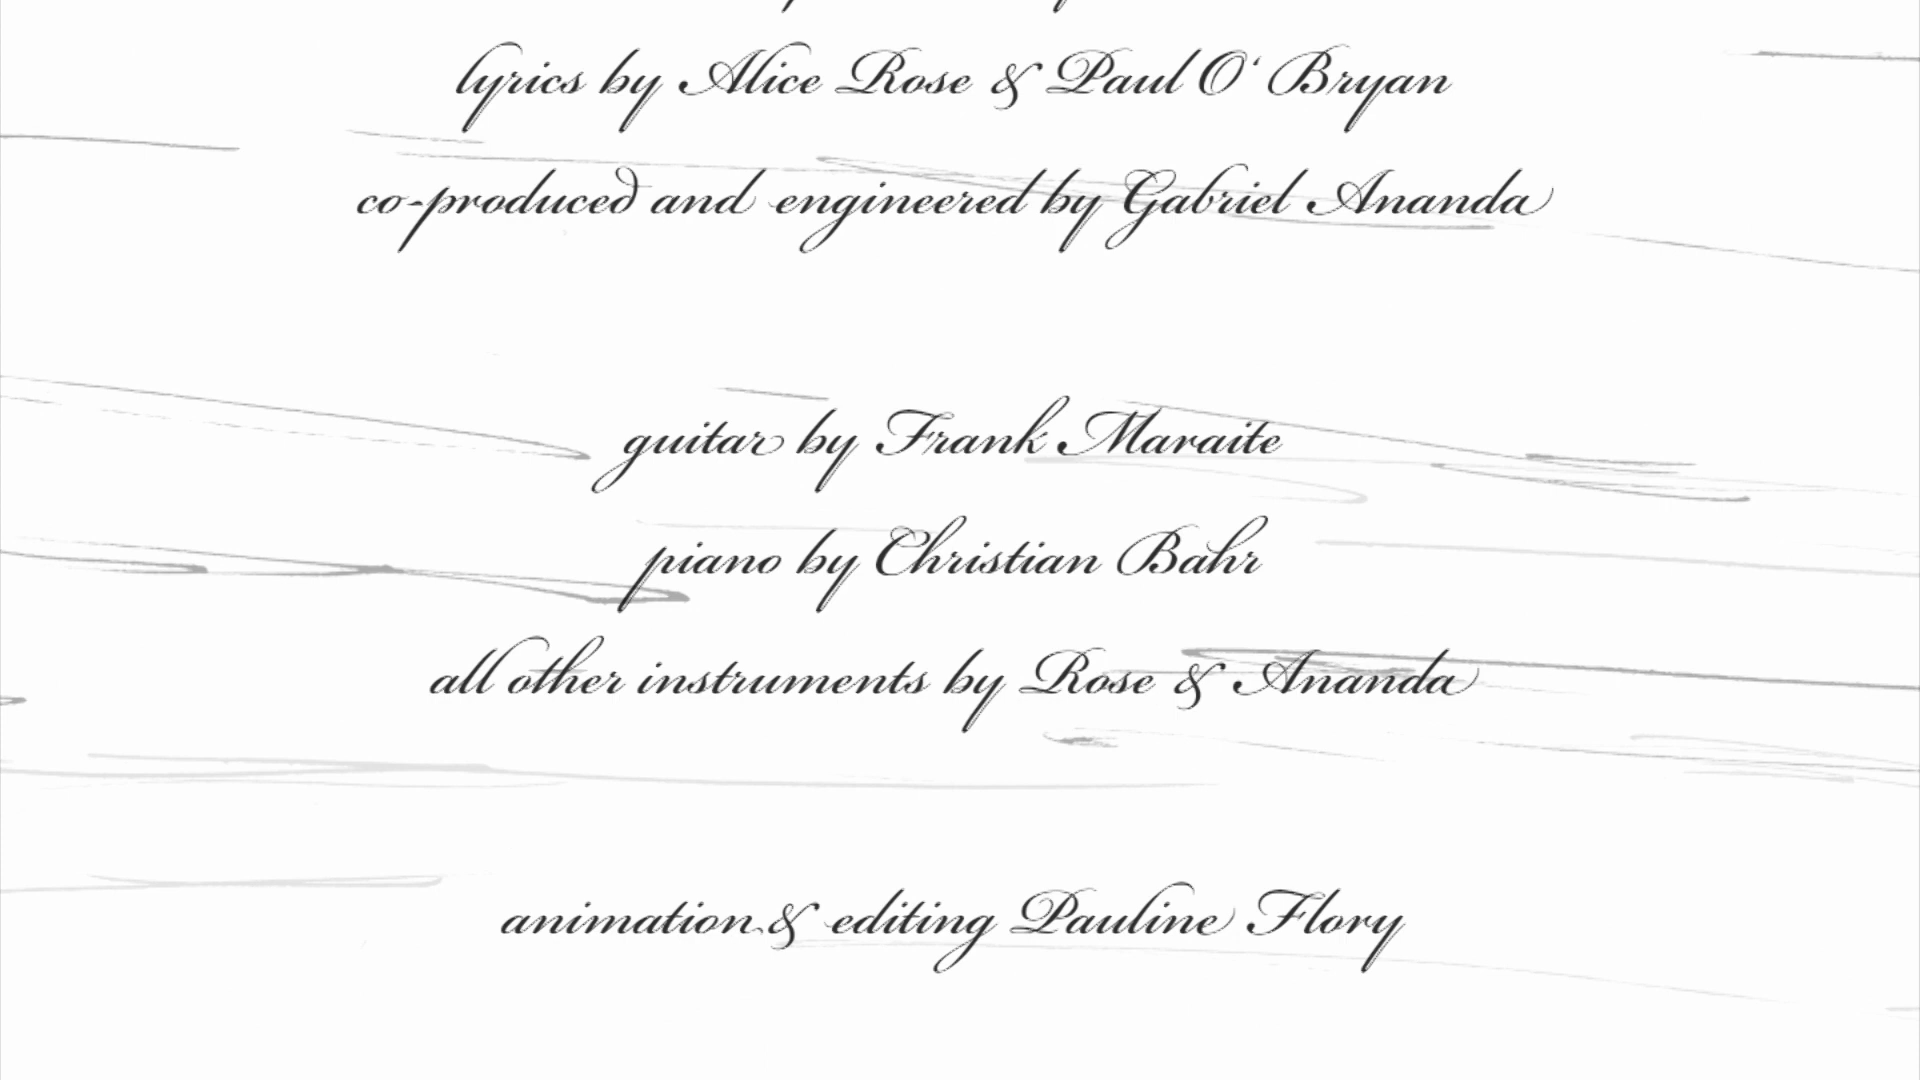 lyrics by Alice Rose & Paul O‘ Bryan
co-produced and engineered by Gabriel Ananda
guitar by Frank Maraite
piano by Christian Bahr
all other instruments by Rose & Ananda
animation & editing Pauline Flory